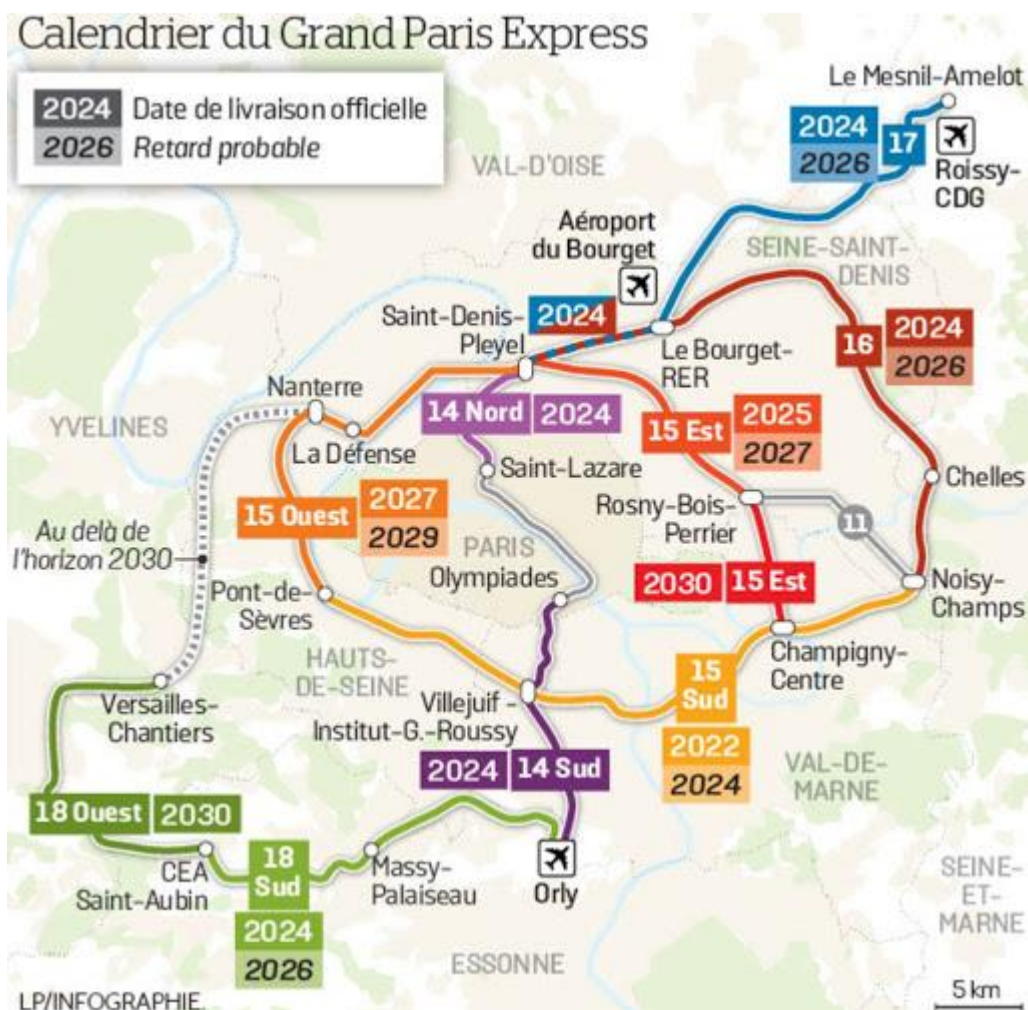 Calendrier du Grand Paris Express
2024 Date de livraison officielle
2026 Retard probable
Le Mesnil-Amelot
2024
2026
17
Roissy-
CDG
VAL-D'OISE
Aéroport
du Bourget
SEINE-SAINT-
DENIS
Saint-Denis-
Pleyel
2024
Le Bourget-
RER
16
2024
2026
Nanterre
La Défense
YVELINES
14 Nord 2024
15 Est
2025
2027
Saint-Lazare
Chelles
15 Ouest
2027
2029
Rosny-Bois-
Perrier
11
Au delà de
l'horizon 2030
PARIS
Olympiades
2030 15 Est
Noisy-
Champs
Pont-de-
Sèvres
Champigny-
Centre
HAUTS-
DE-SEINE
15
Sud
2022
2024
Versailles-
Chantiers
Villejuif -
Institut-G.-Roussy
2024 14 Sud
VAL-DE-
MARNE
18 Ouest 2030
CEA
Saint-Aubin
18
Sud
2024
2026
Massy-
Palaiseau
Orly
SEINE-
ET-
MARNE
ESSONNE
LP/INFOGRAPHIE.
5 km